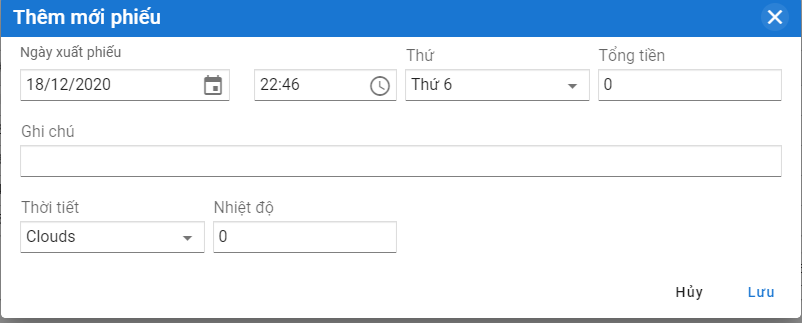 Thêm mới phiếu
Ngày xuất phiếu
Thứ
Tổng tiền
18/12/2020
22:46
Thứ 6
0
Ghi chú
Thời tiết
Nhiệt độ
Clouds
0
Hủy
Lưu